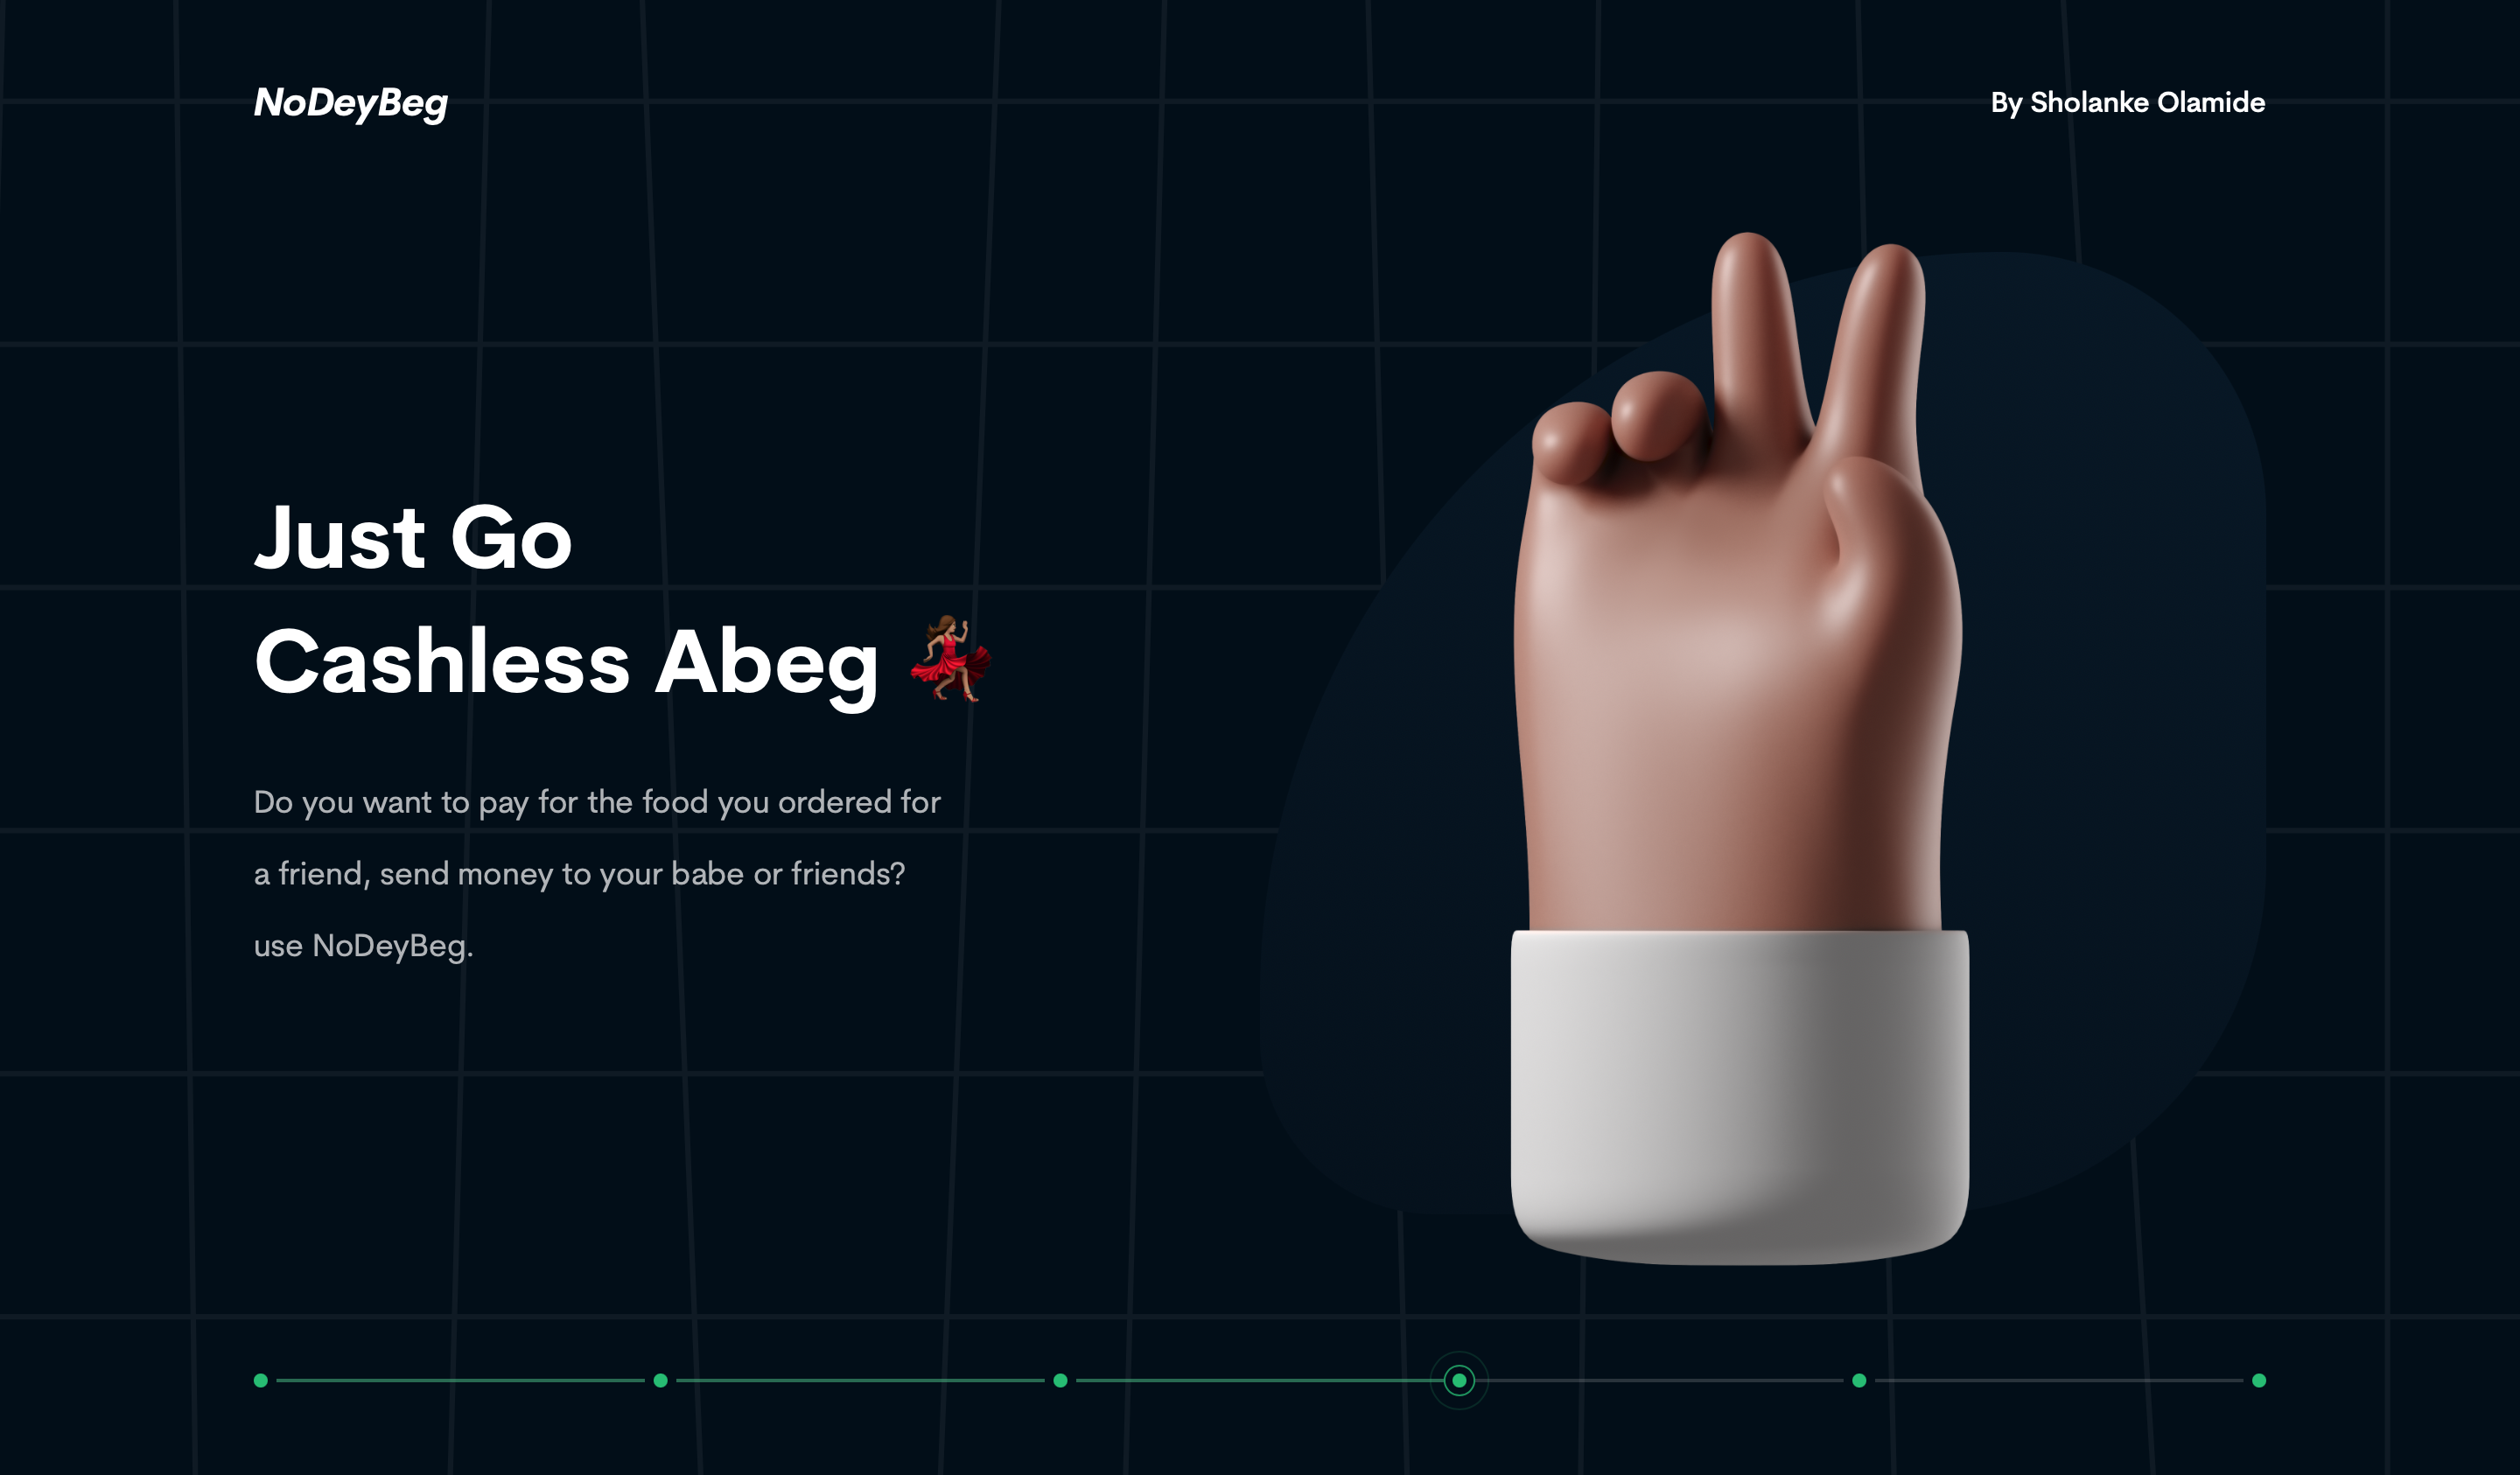 NoDeyBeg
By Sholanke Olamide
Just Go
Cashless Abeg 💃🏽
Do you want to pay for the food you ordered for
a friend, send money to your babe or friends?
use NoDeyBeg.